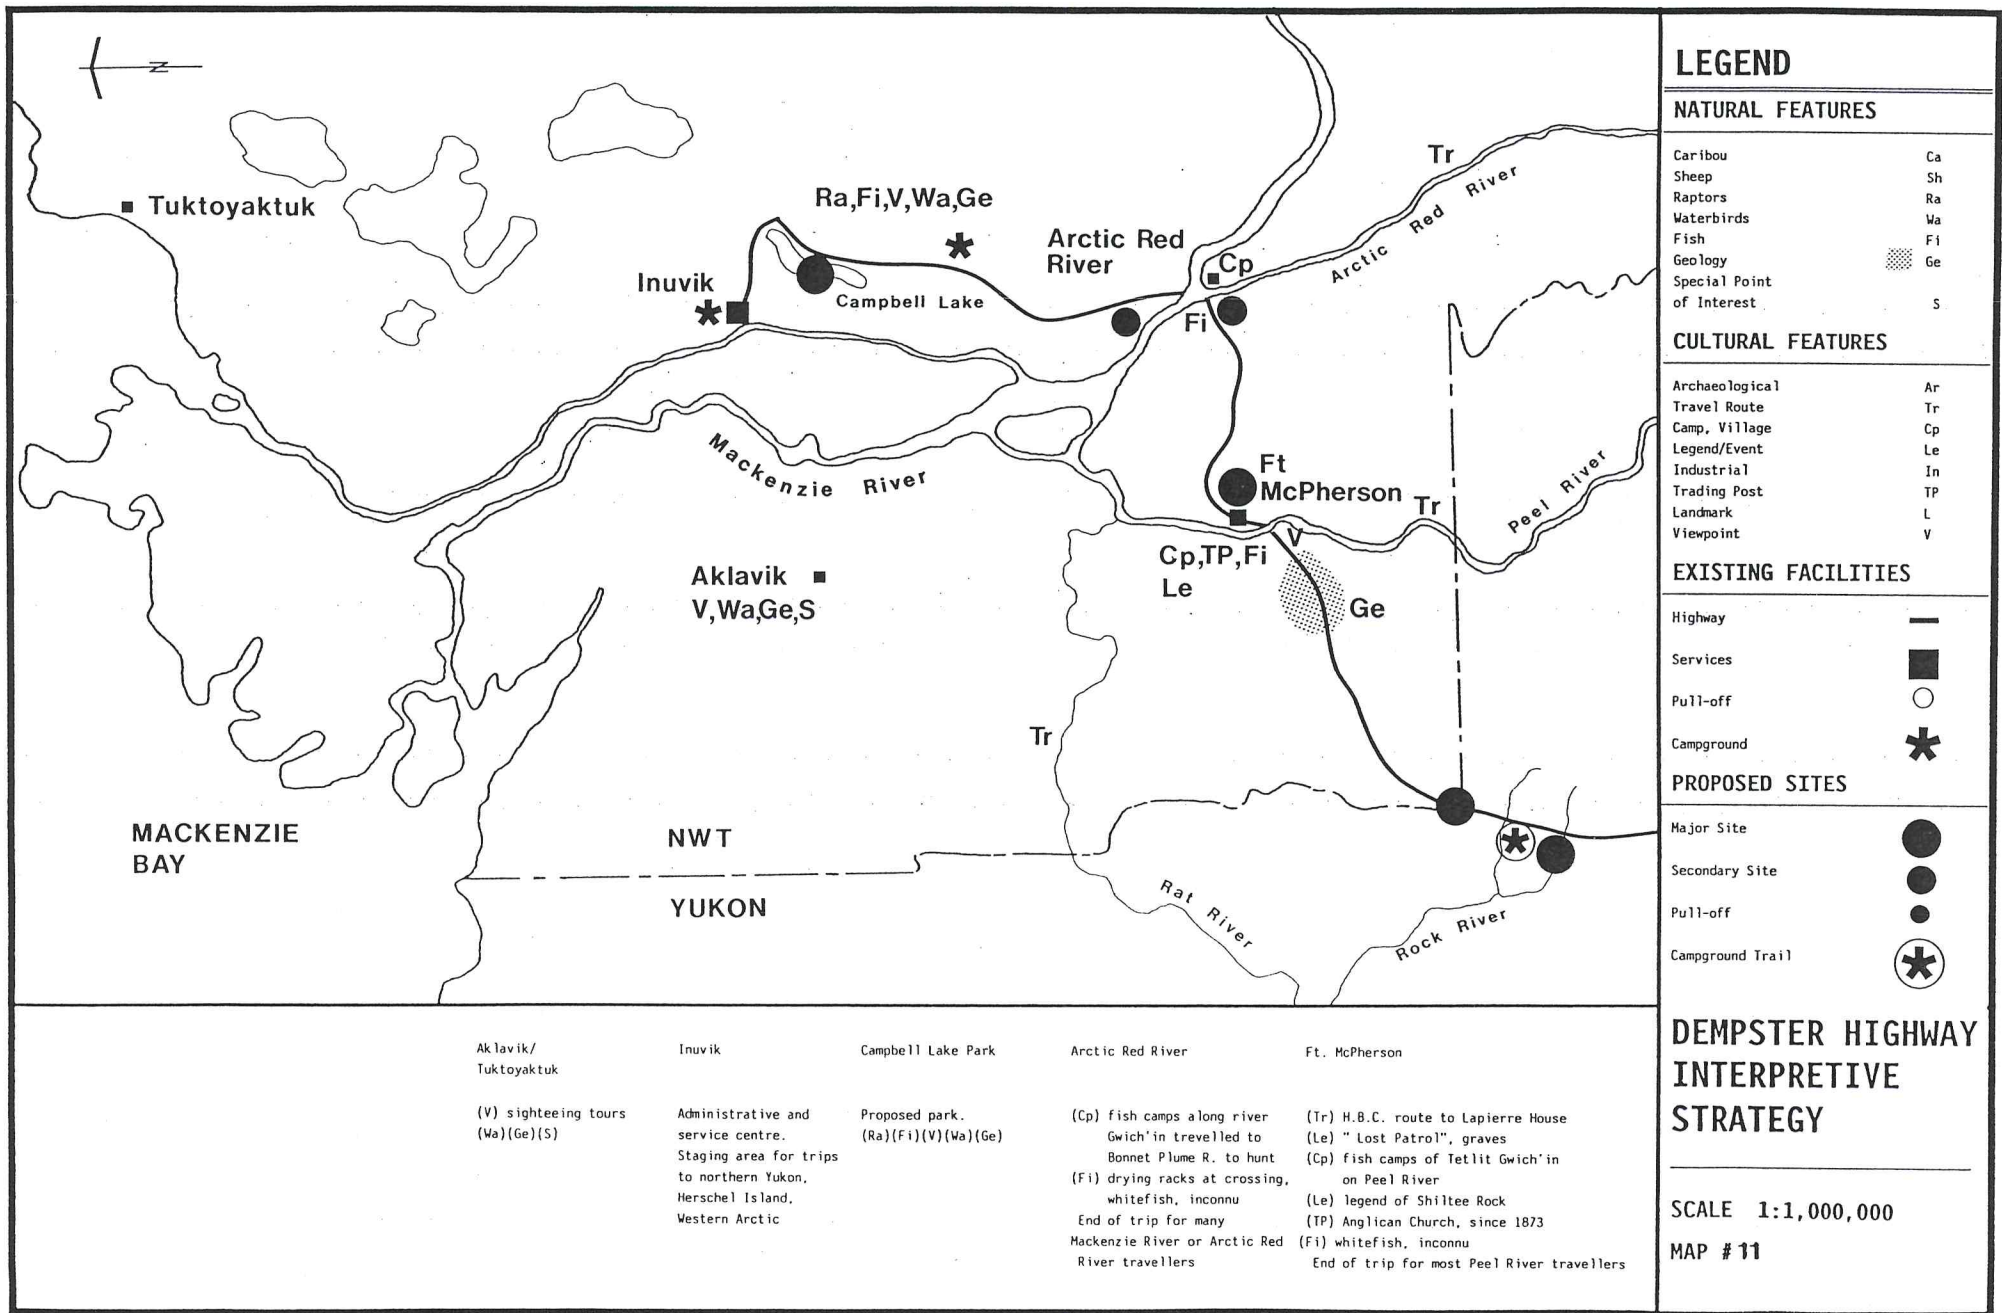 N
Tuktoyaktuk
Ra,Fi,V,Wa,Ge
Arctic Red
River
Inuvik
Campbell Lake
Cp
Fi
Tr
Arctic Red River
Mackenzie River
Ft
McPherson
Tr
Peel River
V
Cp,TP,Fi
Le
Ge
Aklavik
V,Wa,Ge,S
Tr
MACKENZIE
BAY
NWT
YUKON
Rat River
Rock River
LEGEND
NATURAL FEATURES
Caribou Ca
Sheep Sh
Raptors Ra
Waterbirds Wa
Fish Fi
Geology Ge
Special Point
of Interest S
CULTURAL FEATURES
Archaeological Ar
Travel Route Tr
Camp, Village Cp
Legend/Event Le
Industrial In
Trading Post TP
Landmark L
Viewpoint V
EXISTING FACILITIES
Highway
Services
Pull-off
Campground
PROPOSED SITES
Major Site
Secondary Site
Pull-off
Campground Trail
DEMPSTER HIGHWAY
INTERPRETIVE
STRATEGY
SCALE 1:1,000,000
MAP #11
Aklavik/
Tuktoyaktuk
(V) sighteeing tours
(Wa)(Ge)(S)
Inuvik
Administrative and
service centre.
Staging area for trips
to northern Yukon,
Herschel Island,
Western Arctic
Campbell Lake Park
Proposed park.
(Ra)(Fi)(V)(Wa)(Ge)
Arctic Red River
(Cp) fish camps along river
Gwich'in trevelled to
Bonnet Plume R. to hunt
(Fi) drying racks at crossing,
whitefish, inconnu
End of trip for many
Mackenzie River or Arctic Red
River travellers
Ft. McPherson
(Tr) H.B.C. route to Lapierre House
(Le) " Lost Patrol", graves
(Cp) fish camps of Tetlit Gwich'in
on Peel River
(Le) legend of Shiltee Rock
(TP) Anglican Church, since 1873
(Fi) whitefish, inconnu
End of trip for most Peel River travellers